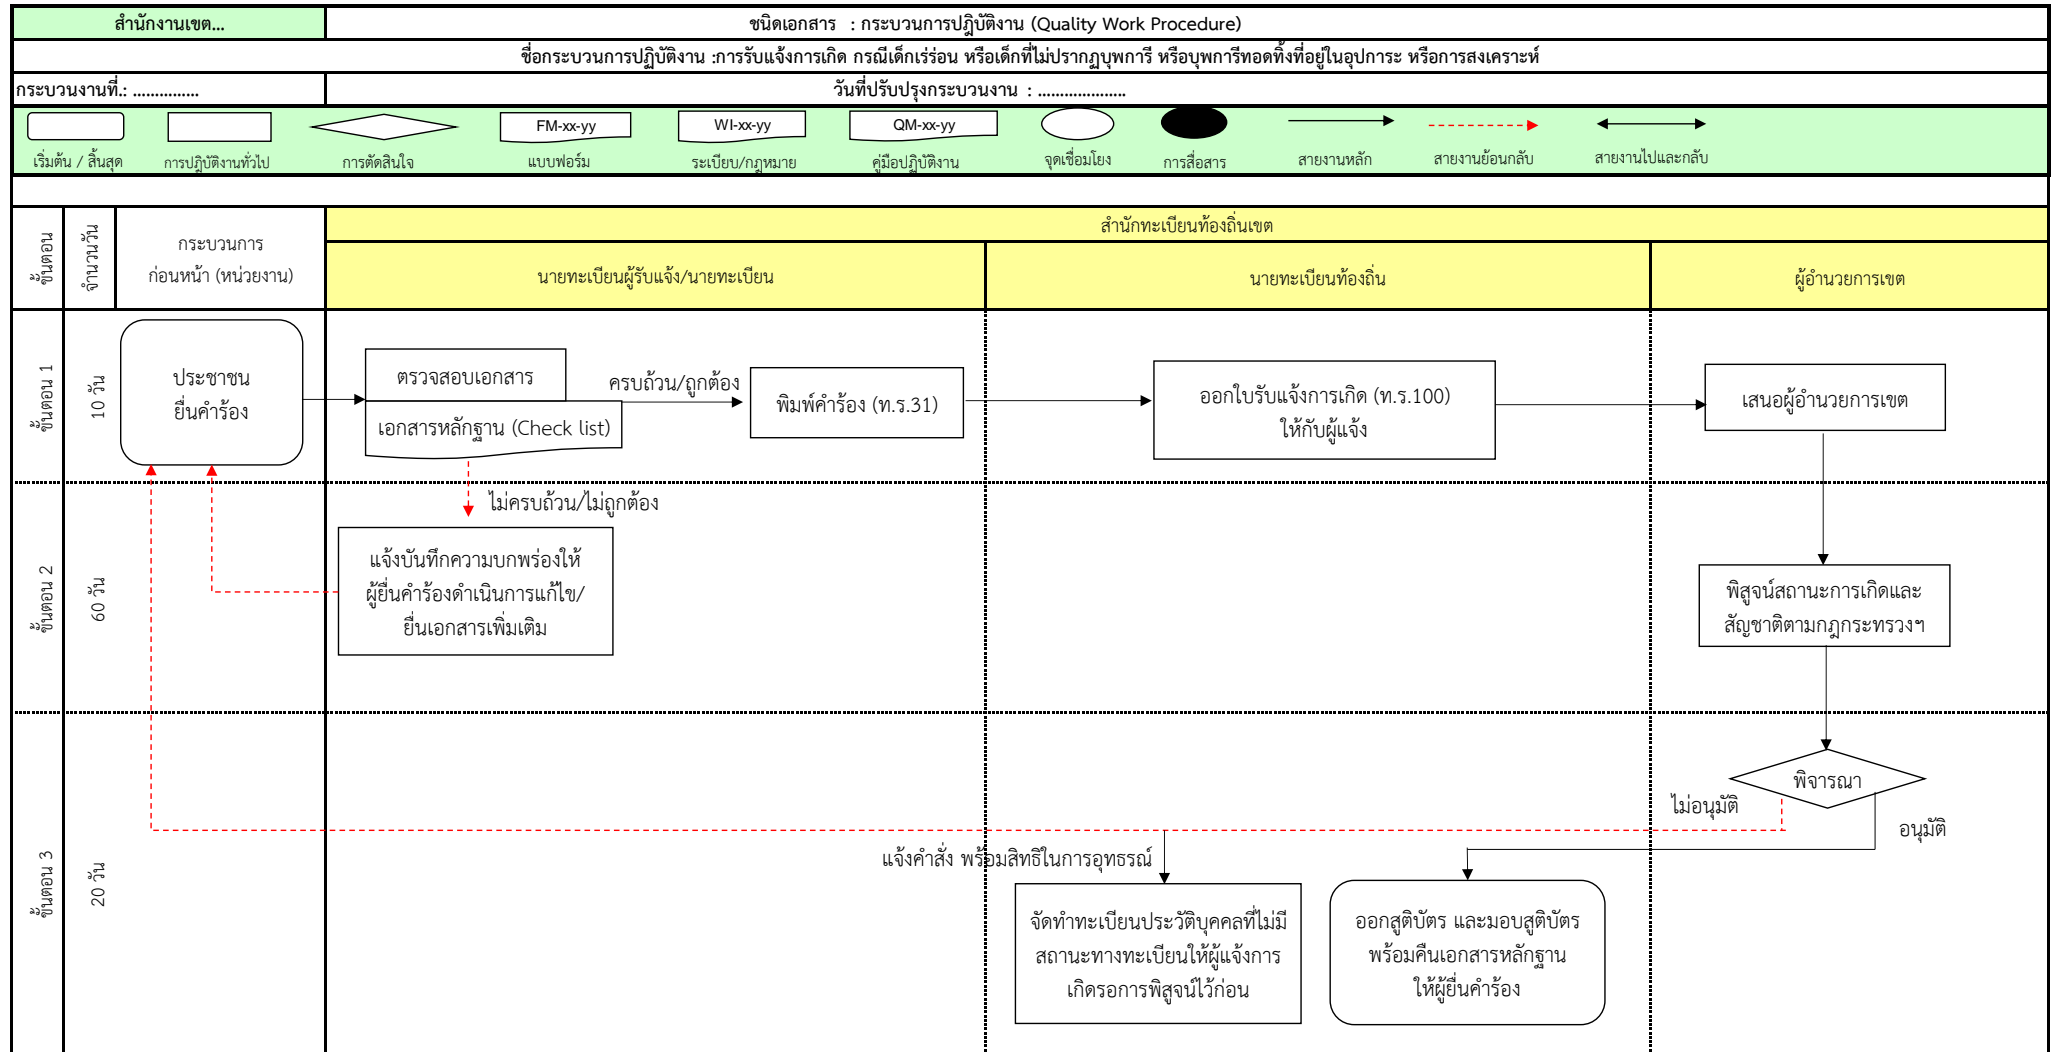 สำนักงานเขต...
ชนิดเอกสาร : กระบวนการปฏิบัติงาน (Quality Work Procedure)
ชื่อกระบวนการปฏิบัติงาน :การรับแจ้งการเกิด กรณีเด็กเร่ร่อน หรือเด็กที่ไม่ปรากฏบุพการี หรือบุพการีทอดทิ้งที่อยู่ในอุปการะ หรือการสงเคราะห์
กระบวนงานที่.: ...............
วันที่ปรับปรุงกระบวนงาน : ....................
FM-xx-yy
WI-xx-yy
QM-xx-yy
เริ่มต้น / สิ้นสุด
การปฎิบัติงานทั่วไป
การตัดสินใจ
แบบฟอร์ม
ระเบียบ/กฎหมาย
คู่มือปฏิบัติงาน
จุดเชื่อมโยง
การสื่อสาร
สายงานหลัก
สายงานย้อนกลับ
สายงานไปและกลับ
ขั้นตอน
จำนวนวัน
กระบวนการ
ก่อนหน้า (หน่วยงาน)
สำนักทะเบียนท้องถิ่นเขต
นายทะเบียนผู้รับแจ้ง/นายทะเบียน
นายทะเบียนท้องถิ่น
ผู้อำนวยการเขต
ขั้นตอน 1
10 วัน
ประชาชน
ยื่นคำร้อง
ตรวจสอบเอกสาร
เอกสารหลักฐาน (Check list)
ครบถ้วน/ถูกต้อง
พิมพ์คำร้อง (ท.ร.31)
ออกใบรับแจ้งการเกิด (ท.ร.100)
ให้กับผู้แจ้ง
เสนอผู้อำนวยการเขต
ไม่ครบถ้วน/ไม่ถูกต้อง
ขั้นตอน 2
60 วัน
แจ้งบันทึกความบกพร่องให้
ผู้ยื่นคำร้องดำเนินการแก้ไข/
ยื่นเอกสารเพิ่มเติม
พิสูจน์สถานะการเกิดและ
สัญชาติตามกฎกระทรวงฯ
ขั้นตอน 3
20 วัน
พิจารณา
ไม่อนุมัติ
อนุมัติ
แจ้งคำสั่ง พร้อมสิทธิในการอุทธรณ์
จัดทำทะเบียนประวัติบุคคลที่ไม่มี
สถานะทางทะเบียนให้ผู้แจ้งการ
เกิดรอการพิสูจน์ไว้ก่อน
ออกสูติบัตร และมอบสูติบัตร
พร้อมคืนเอกสารหลักฐาน
ให้ผู้ยื่นคำร้อง